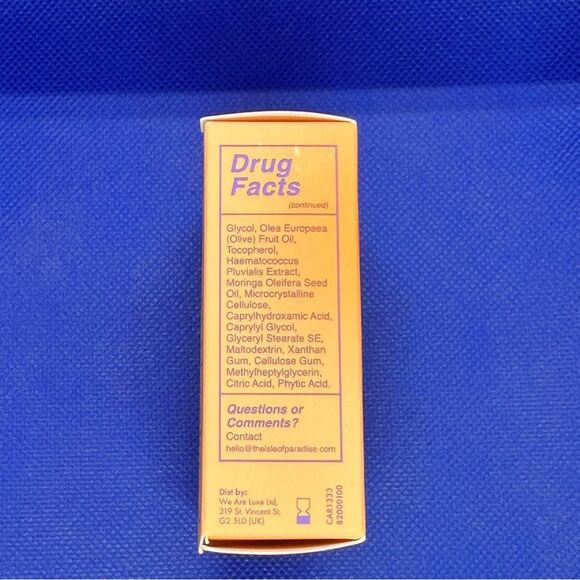 Drug
Facts
(continued)
Glycol, Olea Europaea
(Olive) Fruit Oil,
Tocopherol,
Haematococcus
Pluvialis Extract,
Moringa Oleifera Seed
Oil, Microcrystalline
Cellulose,
Caprylhydroxamic Acid,
Caprylyl Glycol,
Glyceryl Stearate SE,
Maltodextrin, Xanthan
Gum, Cellulose Gum,
Methylheptylglycerin,
Citric Acid, Phytic Acid.
Questions or
Comments?
Contact
hello@theisleofparadise.com
Dist by:
We Are Luxe Ltd,
319 St. Vincent St,
G2 5LD (UK)
CAR1333
82000100